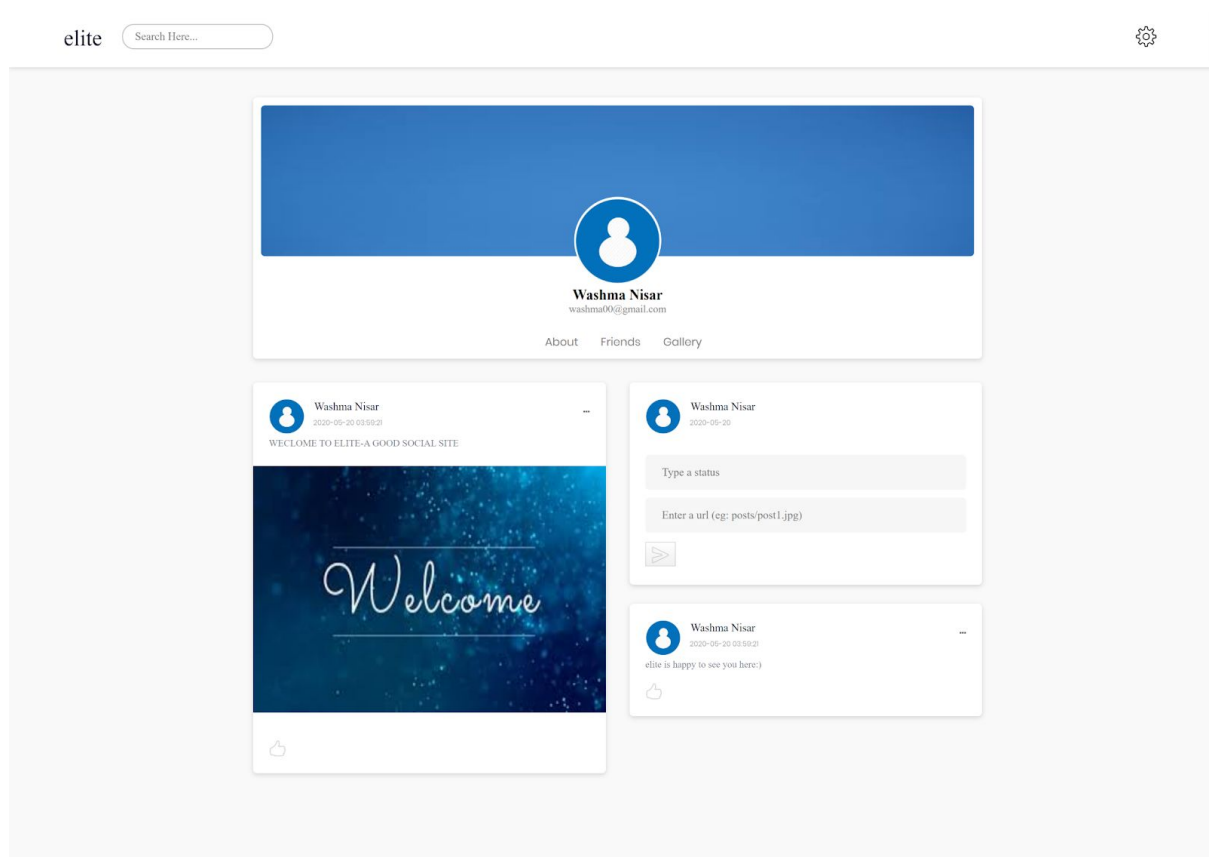 elite
Search Here...
Washma Nisar
washma00@gmail.com
About Friends Gallery
Washma Nisar
...
2020-05-20 03:59:21
WECLOME TO ELITE-A GOOD SOCIAL SITE
Welcome
Washma Nisar
2020-05-20
Type a status
Enter a url (eg: posts/post1.jpg)
Washma Nisar
...
2020-05-20 03:59:21
elite is happy to see you here:)